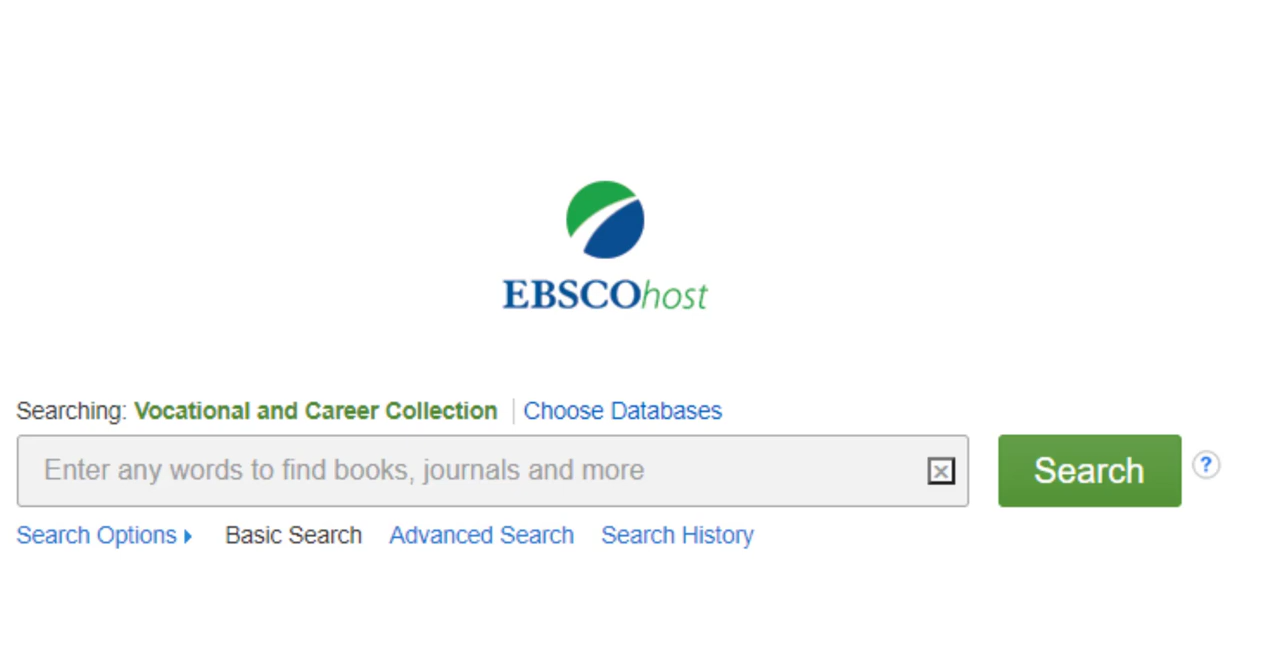 EBSCOhost
Searching: Vocational and Career Collection Choose Databases
Enter any words to find books, journals and more
Search ?
Search Options Basic Search Advanced Search Search History